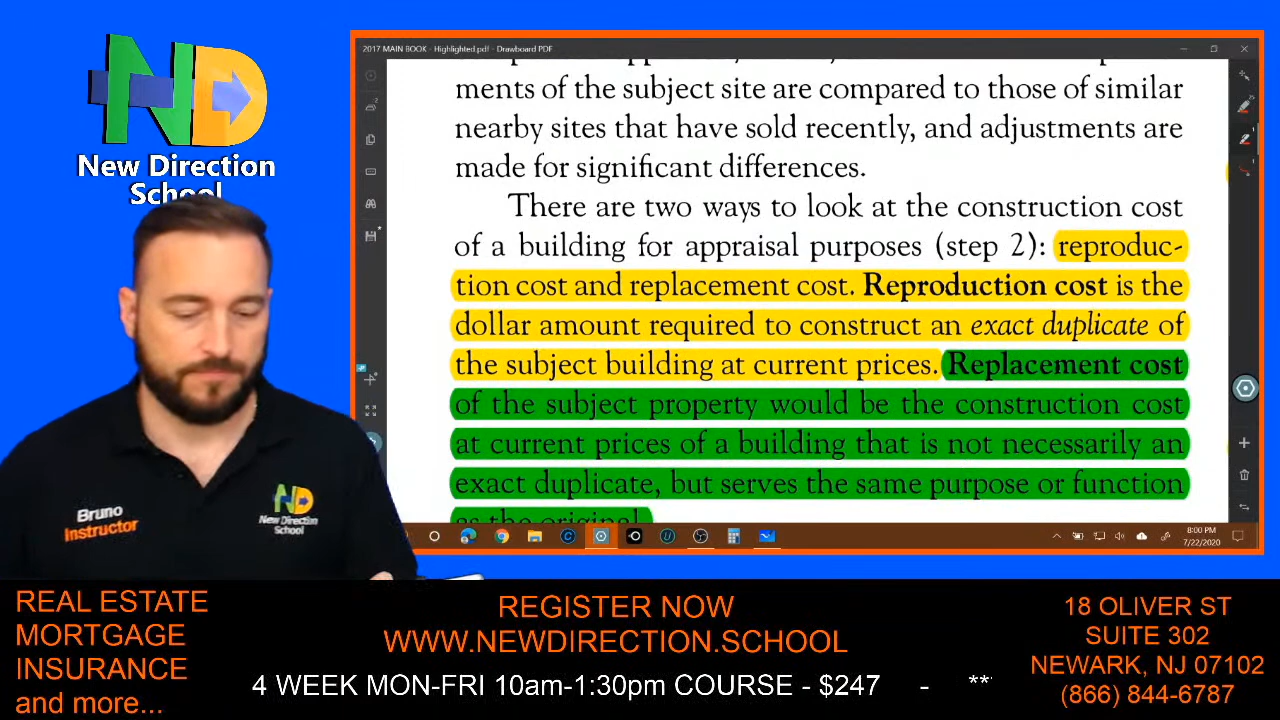 New Direction
School
2017 MAIN BOOK - Highlighted.pdf - Drawboard PDF
ments of the subject site are compared to those of similar
nearby sites that have sold recently, and adjustments are
made for significant differences.
There are two ways to look at the construction cost
of a building for appraisal purposes (step 2): reproduc-
tion cost and replacement cost. Reproduction cost is the
dollar amount required to construct an exact duplicate of
the subject building at current prices. Replacement cost
of the subject property would be the construction cost
at current prices of a building that is not necessarily an
exact duplicate, but serves the same purpose or function
as the original.
8:00 PM
7/22/2020
Bruno
Instructor
ND
New Direction
School
REAL ESTATE
MORTGAGE
INSURANCE
and more...
REGISTER NOW
WWW.NEWDIRECTION.SCHOOL
4 WEEK MON-FRI 10am-1:30pm COURSE - $247 - **
18 OLIVER ST
SUITE 302
NEWARK, NJ 07102
(866) 844-6787